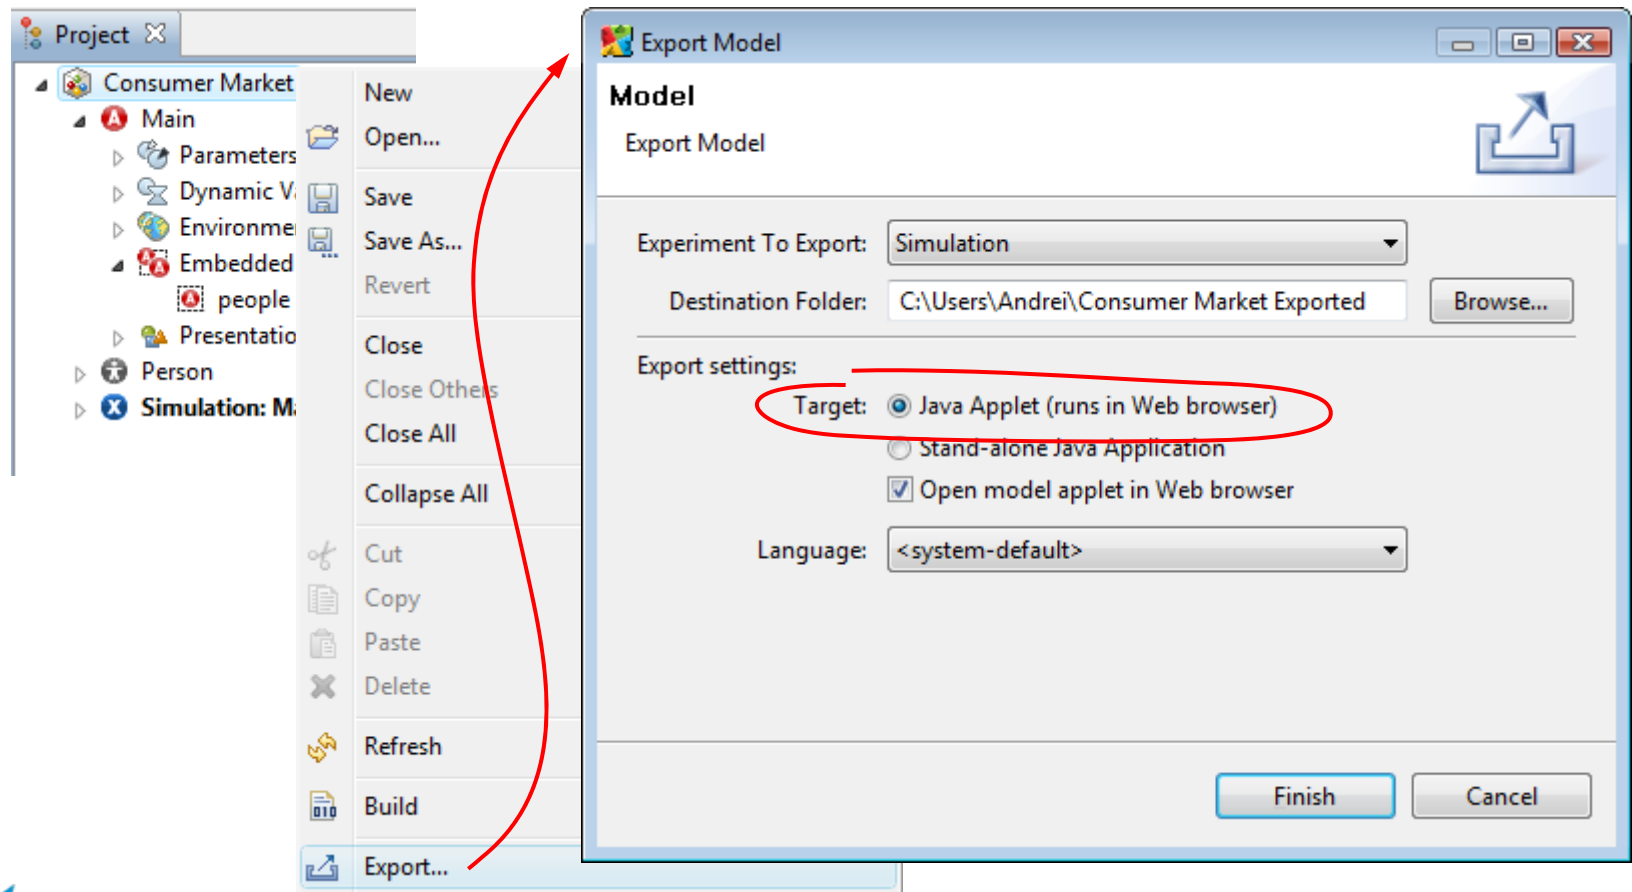 Project
Consumer Market
Main
Parameters
Dynamic Va
Environme
Embedded
people
Presentatio
Person
Simulation: Ma
New
Open...
Save
Save As...
Revert
Close
Close Others
Close All
Collapse All
Cut
Copy
Paste
Delete
Refresh
Build
Export...
Export Model
Model
Export Model
Experiment To Export: Simulation
Destination Folder: C:\Users\Andrei\Consumer Market Exported Browse...
Export settings:
Target: Java Applet (runs in Web browser)
Stand-alone Java Application
Open model applet in Web browser
Language: <system-default>
Finish Cancel